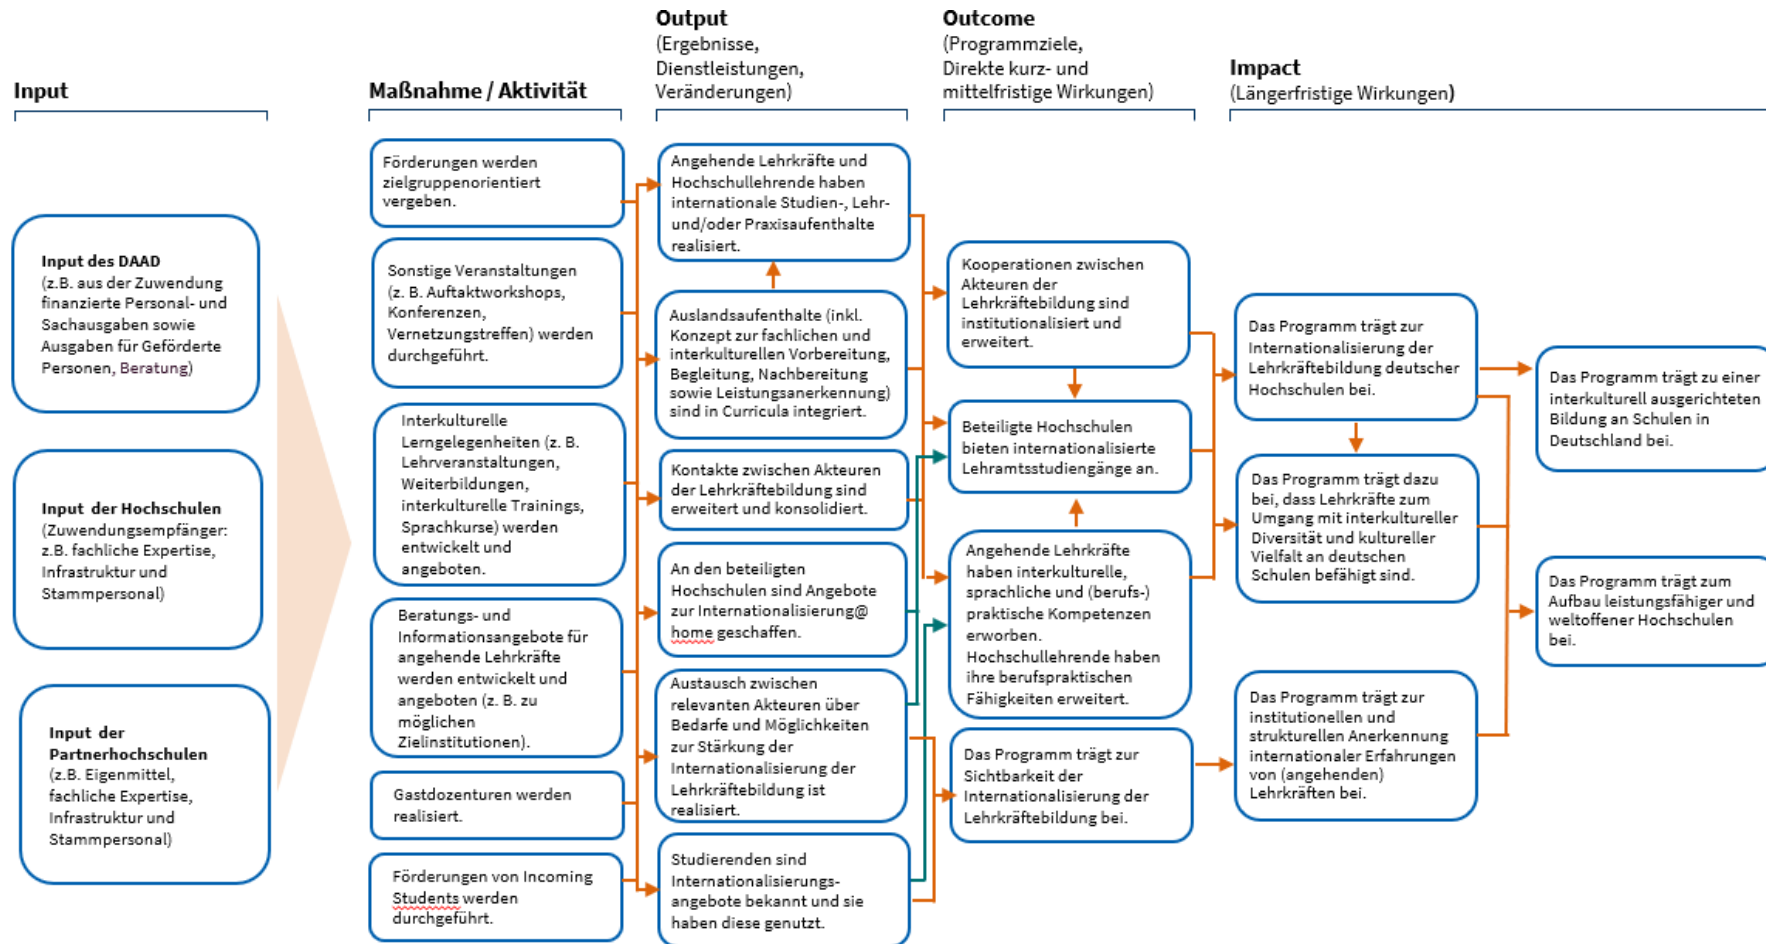 Input
Maßnahme / Aktivität
Output
(Ergebnisse,
Dienstleistungen,
Veränderungen)
Outcome
(Programmziele,
Direkte kurz- und
mittelfristige Wirkungen)
Impact
(Längerfristige Wirkungen)
Input des DAAD
(z.B. aus der Zuwendung
finanzierte Personal- und
Sachausgaben sowie
Ausgaben für Geförderte
Personen, Beratung)
Input der Hochschulen
(Zuwendungsempfänger:
z.B. fachliche Expertise,
Infrastruktur und
Stammpersonal)
Input der
Partnerhochschulen
(z.B. Eigenmittel,
fachliche Expertise,
Infrastruktur und
Stammpersonal)
Förderungen werden
zielgruppenorientiert
vergeben.
Sonstige Veranstaltungen
(z. B. Auftaktworkshops,
Konferenzen,
Vernetzungstreffen) werden
durchgeführt.
Interkulturelle
Lerngelegenheiten (z. B.
Lehrveranstaltungen,
Weiterbildungen,
interkulturelle Trainings,
Sprachkurse) werden
entwickelt und
angeboten.
Beratungs- und
Informationsangebote für
angehende Lehrkräfte
werden entwickelt und
angeboten (z. B. zu
möglichen
Zielinstitutionen).
Gastdozenturen werden
realisiert.
Förderungen von Incoming
Students werden
durchgeführt.
Angehende Lehrkräfte und
Hochschullehrende haben
internationale Studien-, Lehr-
und/oder Praxisaufenthalte
realisiert.
Auslandsaufenthalte (inkl.
Konzept zur fachlichen und
interkulturellen Vorbereitung,
Begleitung, Nachbereitung
sowie Leistungsanerkennung)
sind in Curricula integriert.
Kontakte zwischen Akteuren
der Lehrkräftebildung sind
erweitert und konsolidiert.
An den beteiligten
Hochschulen sind Angebote
zur Internationalisierung@
home geschaffen.
Austausch zwischen
relevanten Akteuren über
Bedarfe und Möglichkeiten
zur Stärkung der
Internationalisierung der
Lehrkräftebildung ist
realisiert.
Studierenden sind
Internationalisierungs-
angebote bekannt und sie
haben diese genutzt.
Kooperationen zwischen
Akteuren der
Lehrkräftebildung sind
institutionalisiert und
erweitert.
Beteiligte Hochschulen
bieten internationalisierte
Lehramtsstudiengänge an.
Angehende Lehrkräfte
haben interkulturelle,
sprachliche und (berufs-)
praktische Kompetenzen
erworben.
Hochschullehrende haben
ihre berufspraktischen
Fähigkeiten erweitert.
Das Programm trägt zur
Sichtbarkeit der
Internationalisierung der
Lehrkräftebildung bei.
Das Programm trägt zur
Internationalisierung der
Lehrkräftebildung deutscher
Hochschulen bei.
Das Programm trägt dazu
bei, dass Lehrkräfte zum
Umgang mit interkultureller
Diversität und kultureller
Vielfalt an deutschen
Schulen befähigt sind.
Das Programm trägt zur
institutionellen und
strukturellen Anerkennung
internationaler Erfahrungen
von (angehenden)
Lehrkräften bei.
Das Programm trägt zu einer
interkulturell ausgerichteten
Bildung an Schulen in
Deutschland bei.
Das Programm trägt zum
Aufbau leistungsfähiger und
weltoffener Hochschulen
bei.